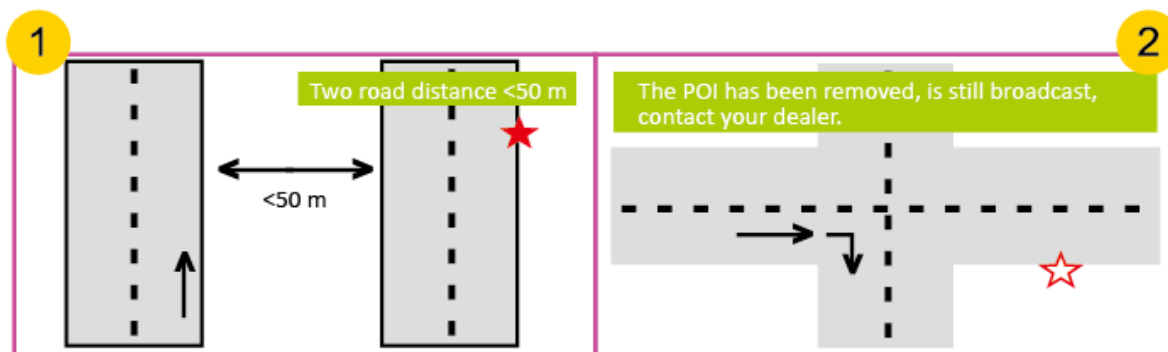 1
Two road distance <50 m
<50 m
2
The POI has been removed, is still broadcast,
contact your dealer.